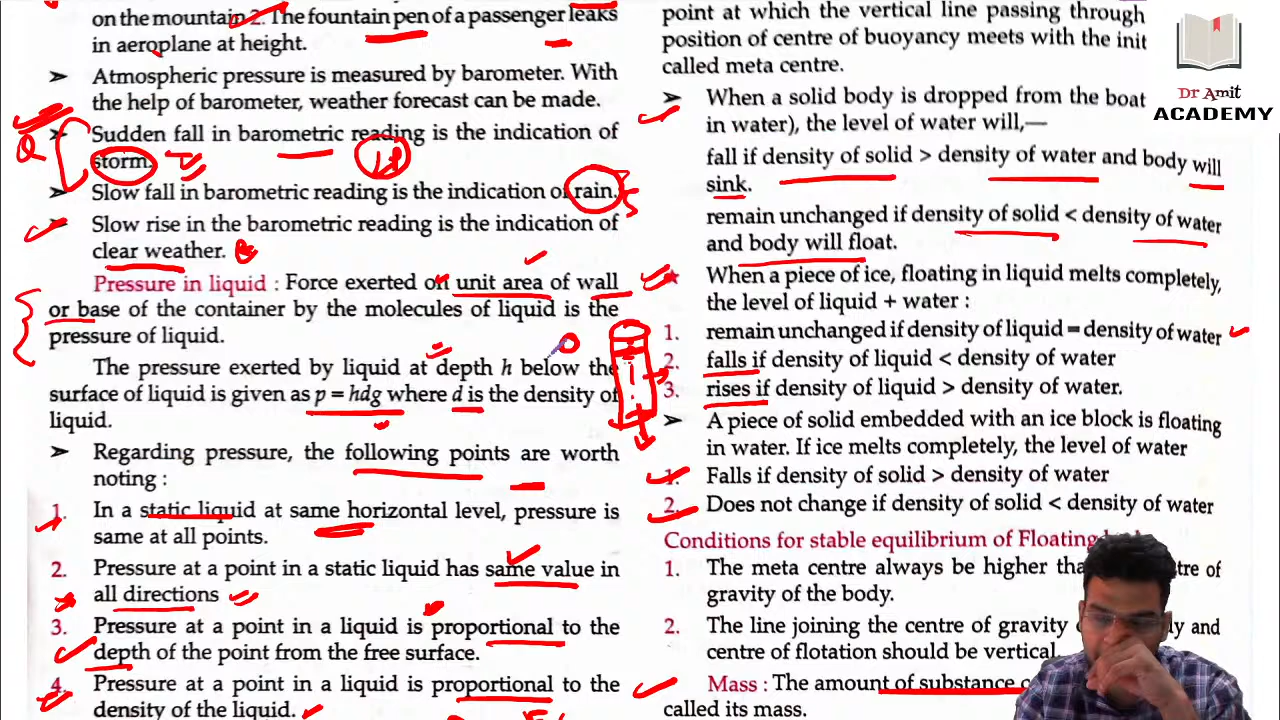 on the mountain 2. The fountain pen of a passenger leaks
in aeroplane at height.
➤ Atmospheric pressure is measured by barometer. With
the help of barometer, weather forecast can be made.
➤ Sudden fall in barometric reading is the indication of
storm.
➤ Slow fall in barometric reading is the indication of rain.
➤ Slow rise in the barometric reading is the indication of
clear weather.
Pressure in liquid : Force exerted on unit area of wall
or base of the container by the molecules of liquid is the
pressure of liquid.
The pressure exerted by liquid at depth h below the
surface of liquid is given as p = hdg where d is the density of
liquid.
➤ Regarding pressure, the following points are worth
noting :
1. In a static liquid at same horizontal level, pressure is
same at all points.
2. Pressure at a point in a static liquid has same value in
all directions
3. Pressure at a point in a liquid is proportional to the
depth of the point from the free surface.
4. Pressure at a point in a liquid is proportional to the
density of the liquid.
point at which the vertical line passing through
position of centre of buoyancy meets with the init
called meta centre.
➤ When a solid body is dropped from the boat
in water), the level of water will,—
fall if density of solid > density of water and body will
sink.
remain unchanged if density of solid < density of water
and body will float.
★ When a piece of ice, floating in liquid melts completely,
the level of liquid + water :
1. remain unchanged if density of liquid = density of water
2. falls if density of liquid < density of water
3. rises if density of liquid > density of water.
➤ A piece of solid embedded with an ice block is floating
in water. If ice melts completely, the level of water
1. Falls if density of solid > density of water
2. Does not change if density of solid < density of water
Conditions for stable equilibrium of Floating
1. The meta centre always be higher tha tre of
gravity of the body.
2. The line joining the centre of gravity dy and
centre of flotation should be vertical.
Mass : The amount of substance
called its mass.
Dr Amit
ACADEMY